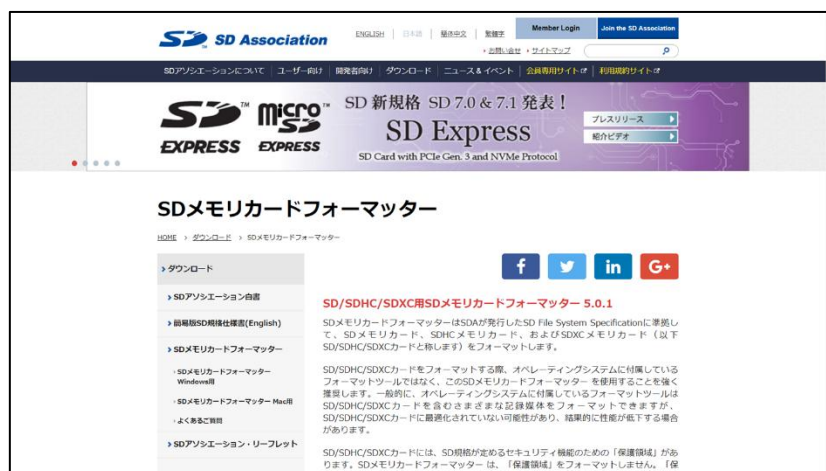 SD Association
ENGLISH | 日本語 | 簡体中文 | 繁體字
Member Login
Join the SD Association
お問い合せ サイトマップ
SDアソシエーションについて | ユーザー向け | 開発者向け | ダウンロード | ニュース & イベント | 会員専用サイト | 利用規約サイト
SD EXPRESS
micro SD EXPRESS
SD 新規格 SD 7.0 & 7.1 発表!
SD Express
SD Card with PCIe Gen. 3 and NVMe Protocol
プレスリリース
紹介ビデオ
SDメモリカードフォーマッター
HOME > ダウンロード > SDメモリカードフォーマッター
ダウンロード
SDアソシエーション白書
簡易版SD規格仕様書(English)
SDメモリカードフォーマッター
SDメモリカードフォーマッター
Windows用
SDメモリカードフォーマッター Mac用
よくあるご質問
SDアソシエーション・リーフレット
SD/SDHC/SDXC用SDメモリカードフォーマッター 5.0.1
SDメモリカードフォーマッターはSDAが発行したSD File System Specificationに準拠し
て、SDメモリカード、SDHCメモリカード、およびSDXCメモリカード（以下
SD/SDHC/SDXCカードと称します）をフォーマットします。
SD/SDHC/SDXCカードをフォーマットする際、オペレーティングシステムに付属している
フォーマットツールではなく、このSDメモリカードフォーマッター を使用することを強く
推奨します。一般的に、オペレーティングシステムに付属しているフォーマットツールは
SD/SDHC/SDXCカードを含むさまざまな記録媒体をフォーマットできますが、
SD/SDHC/SDXCカードに最適化されていない可能性があり、結果的に性能が低下する場合
があります。
SD/SDHC/SDXCカードには、SD規格が定めるセキュリティ機能のための「保護領域」があ
ります。SDメモリカードフォーマッター は、「保護領域」をフォーマットしません。「保